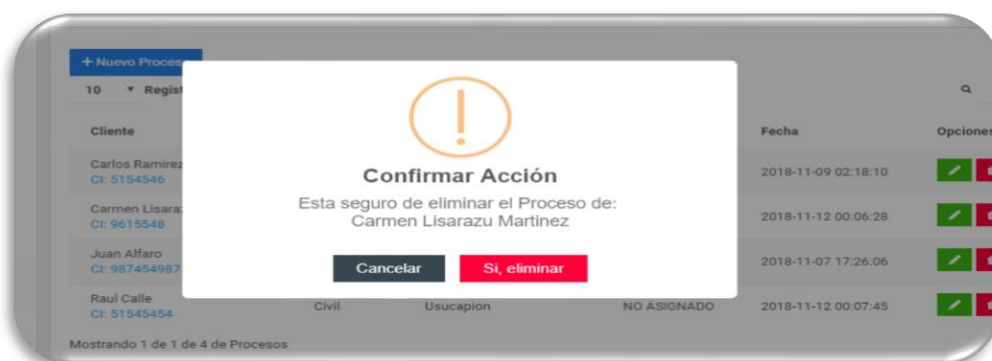 + Nuevo Proceso
10 Regist
Cliente Fecha Opciones
Carlos Ramirez 2018-11-09 02:18:10
CI: 5154546
Carmen Lisara 2018-11-12 00:06:28
CI: 9615548
Juan Alfaro 2018-11-07 17:26:06
CI: 987454987
Raul Calle Civil Usucapion NO ASIGNADO 2018-11-12 00:07:45
CI: 51545454
Mostrando 1 de 1 de 4 de Procesos
Confirmar Acción
Esta seguro de eliminar el Proceso de:
Carmen Lisarazu Martinez
Cancelar Si, eliminar